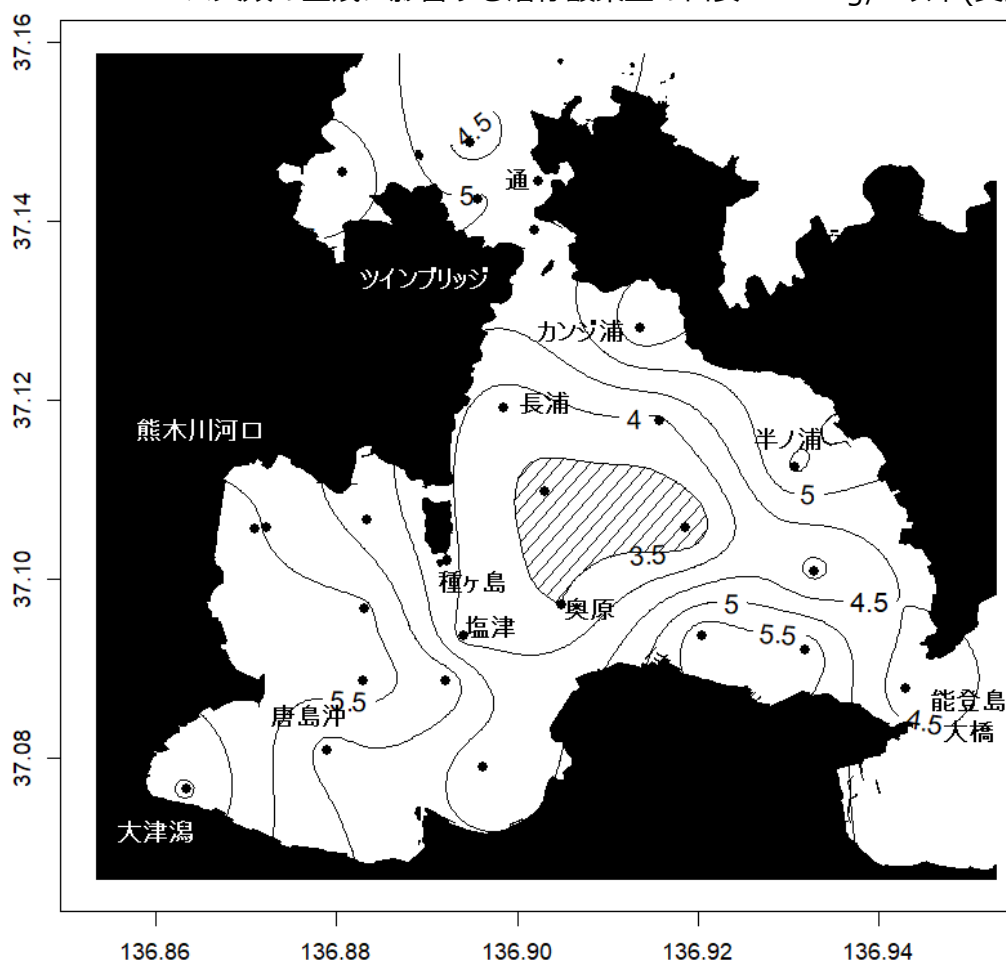 37.16
4.5
通
5
37.14
ツインブリッジ
カンジ浦
37.12
長浦
4
熊木川河口
半ノ浦
5
3.5
37.10
種ヶ島
奥原
5
4.5
塩津
5.5
5.5
唐島沖
能登島
大橋
4.5
37.08
大津潟
136.86
136.88
136.90
136.92
136.94